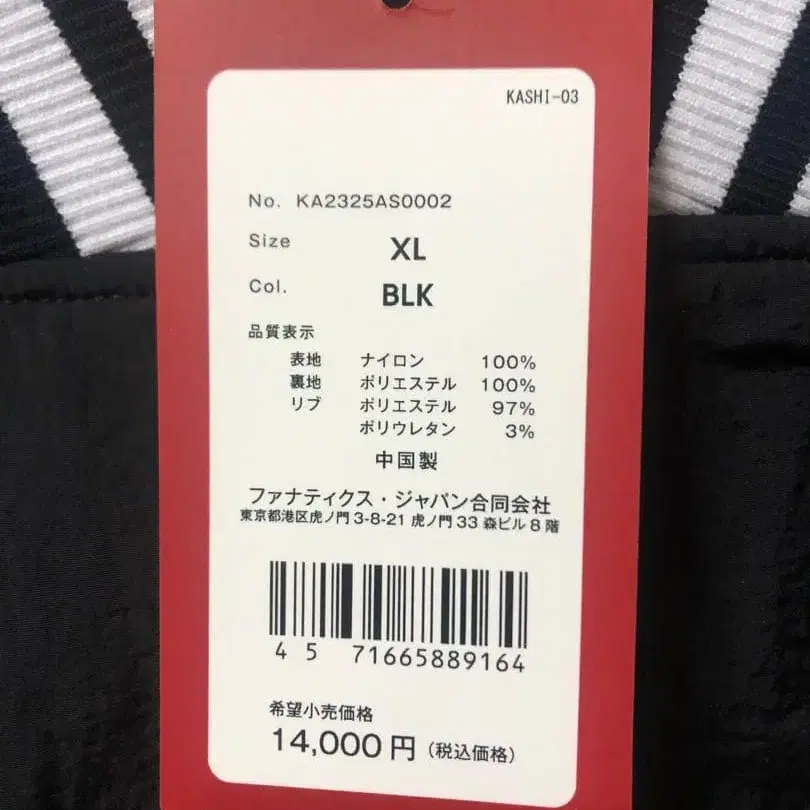 KASHI-03
No. KA2325AS0002
Size XL
Col. BLK
品質表示
表地 ナイロン 100%
裏地 ポリエステル 100%
リブ ポリエステル 97%
ポリウレタン 3%
中国製
ファナティクス・ジャパン合同会社
東京都港区虎ノ門 3-8-21 虎ノ門 33 森ビル 8 階
4 5 71665889164
希望小売価格
14,000 円 (税込価格)